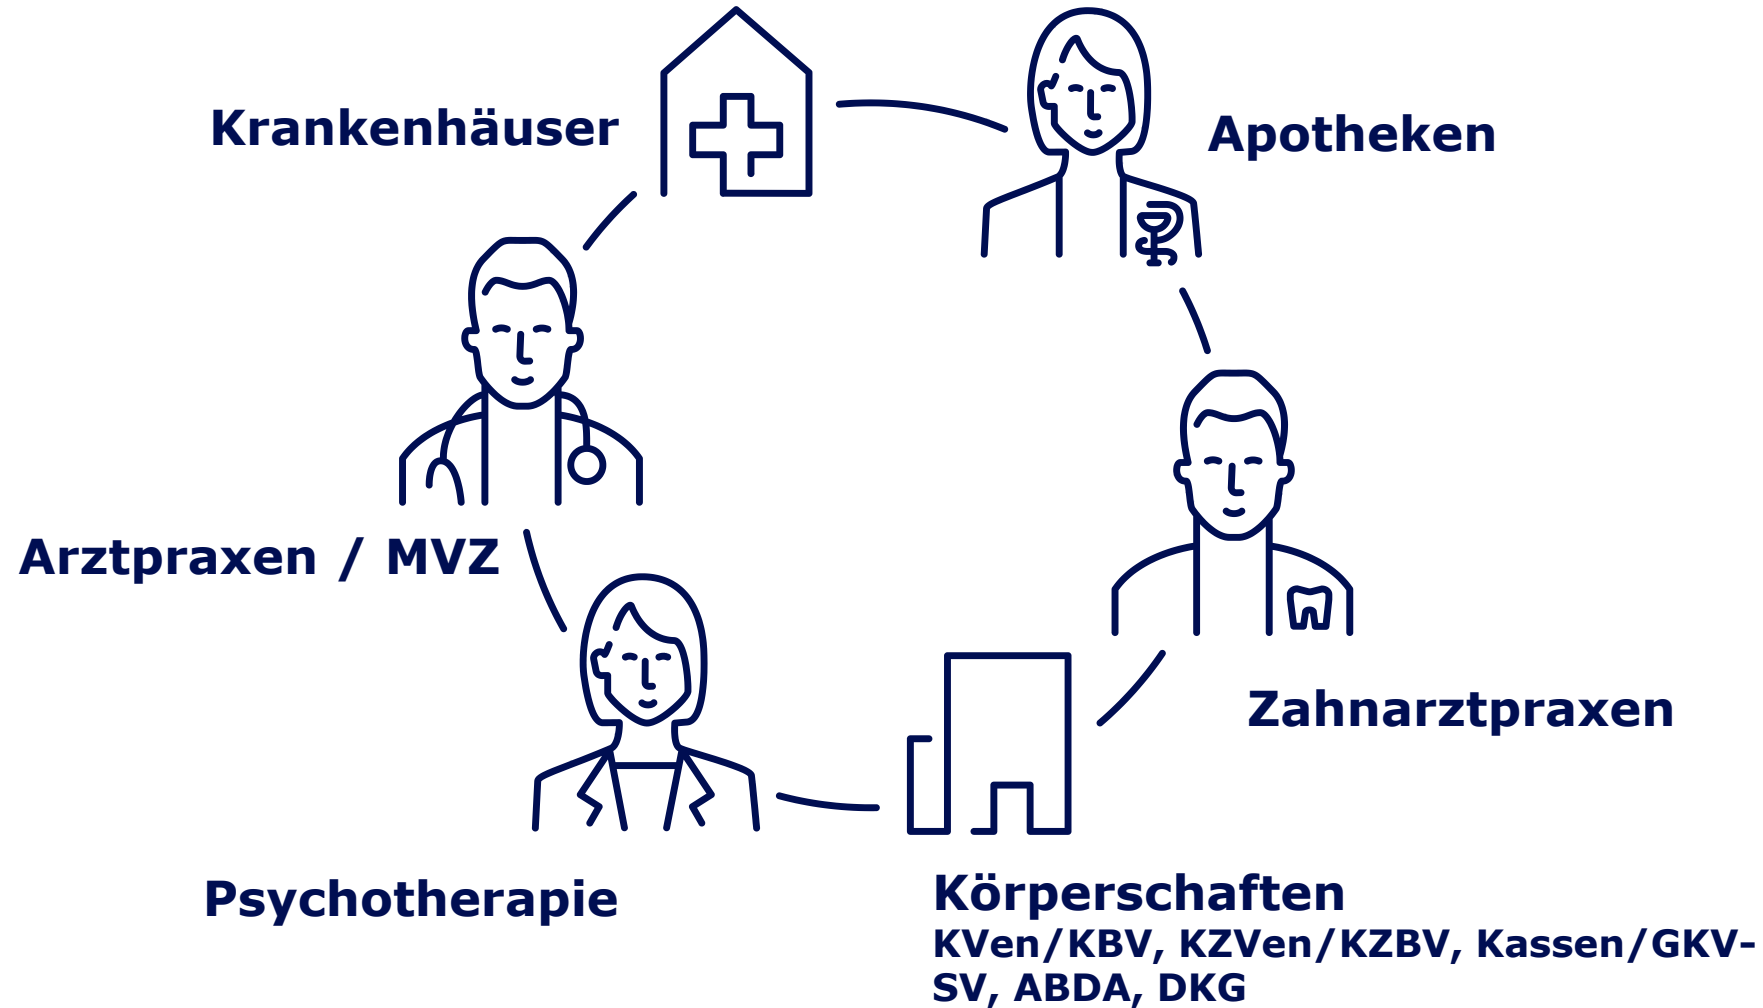 Krankenhäuser
Apotheken
Arztpraxen / MVZ
Zahnarztpraxen
Psychotherapie
Körperschaften
KVen/KBV, KZVen/KZBV, Kassen/GKV-
SV, ABDA, DKG